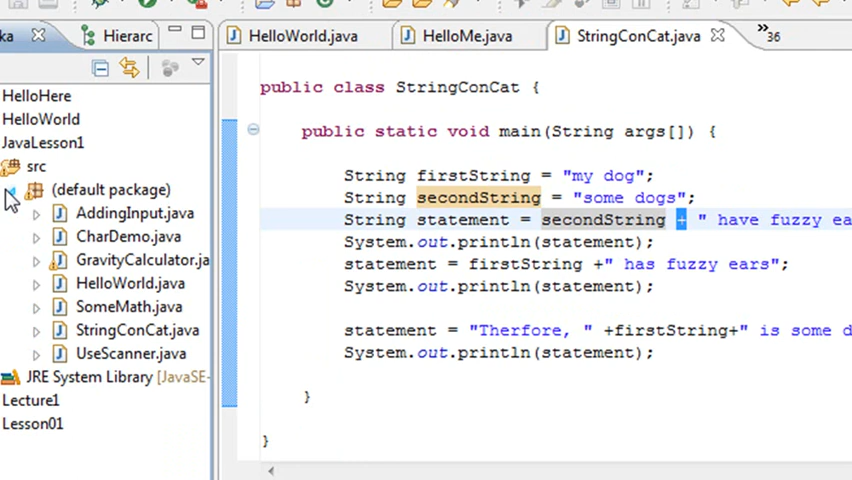 ka Hierarc
HelloWorld.java HelloMe.java StringConCat.java »36
HelloHere
HelloWorld
JavaLesson1
src
(default package)
AddingInput.java
CharDemo.java
GravityCalculator.ja
HelloWorld.java
SomeMath.java
StringConCat.java
UseScanner.java
JRE System Library [JavaSE-
Lecture1
Lesson01
public class StringConCat {
public static void main(String args[]) {
String firstString = "my dog";
String secondString = "some dogs";
String statement = secondString + " have fuzzy ea
System.out.println(statement);
statement = firstString +" has fuzzy ears";
System.out.println(statement);
statement = "Therfore, " +firstString+" is some d
System.out.println(statement);
}
}